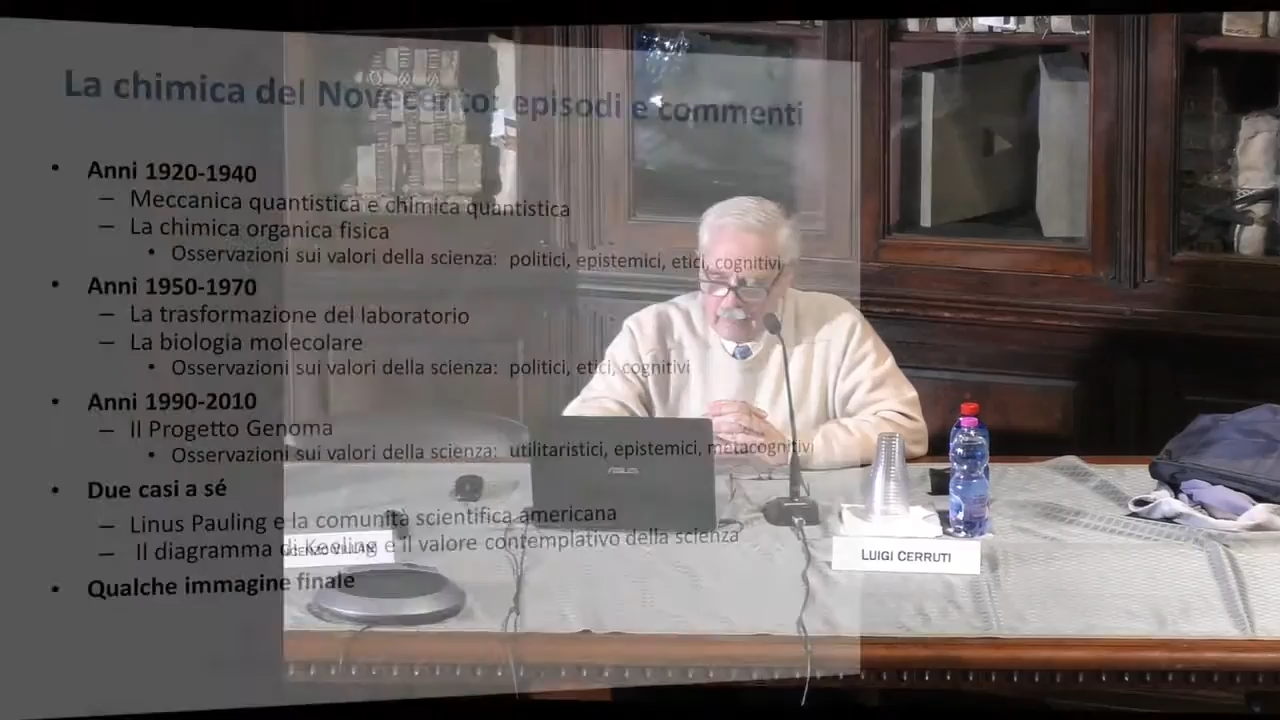 La chimica del Novecento: episodi e commenti
• Anni 1920-1940
– Meccanica quantistica e chimica quantistica
– La chimica organica fisica
• Osservazioni sui valori della scienza: politici, epistemici, etici, cognitivi
• Anni 1950-1970
– La trasformazione del laboratorio
– La biologia molecolare
• Osservazioni sui valori della scienza: politici, etici, cognitivi
• Anni 1990-2010
– Il Progetto Genoma
• Osservazioni sui valori della scienza: utilitaristici, epistemici, metacognitivi
• Due casi a sé
– Linus Pauling e la comunità scientifica americana
– Il diagramma di Keeling e il valore contemplativo della scienza
• Qualche immagine finale
ASUS
LUIGI CERRUTI